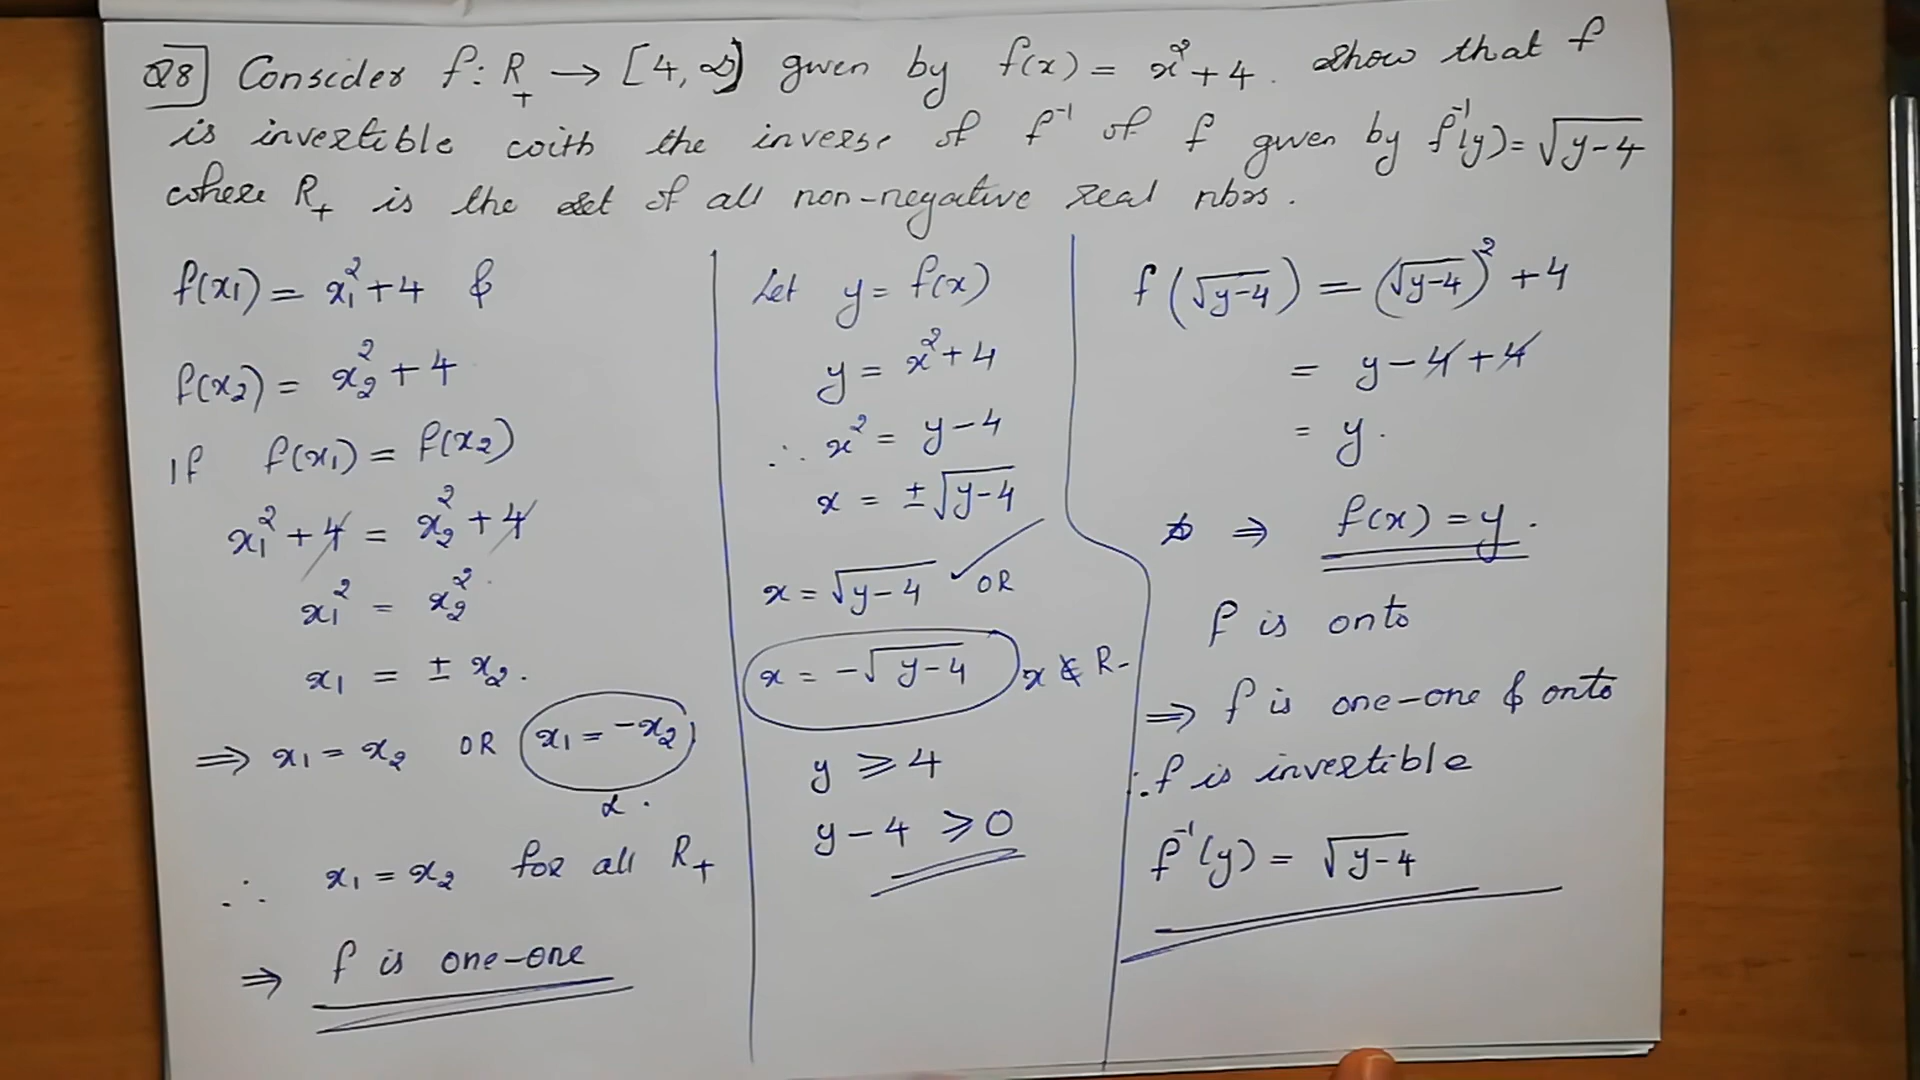 Q8] Consider f: R₊ → [4, ∞] given by f(x) = x² + 4. Show that f
is invertible with the inverse of f⁻¹ of f given by f⁻¹(y) = √(y-4)
where R₊ is the set of all non-negative real nbrs.
f(x₁) = x₁² + 4 &
f(x₂) = x₂² + 4
If f(x₁) = f(x₂)
x₁² + 4 = x₂² + 4
x₁² = x₂²
x₁ = ± x₂.
⇒ x₁ = x₂ OR x₁ = -x₂
∴ x₁ = x₂ for all R₊
⇒ f is one-one
Let y = f(x)
y = x² + 4
∴ x² = y - 4
x = ± √(y-4)
x = √(y-4) ✓ OR
x = -√(y-4) x ∉ R-
y ⩾ 4
y - 4 ⩾ 0
f(√(y-4)) = (√(y-4))² + 4
= y - 4 + 4
= y.
⇒ f(x) = y.
f is onto
⇒ f is one-one & onto
∴ f is invertible
f⁻¹(y) = √(y-4)